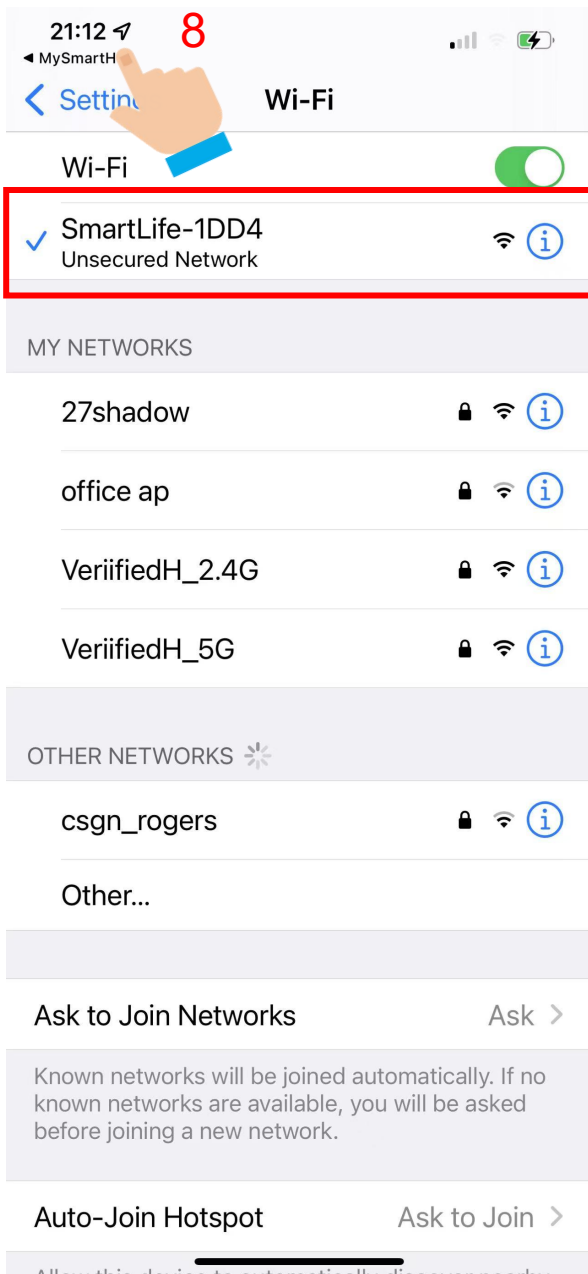 21:12
8
MySmartH
Settin
Wi-Fi
Wi-Fi
SmartLife-1DD4
Unsecured Network
MY NETWORKS
27shadow
office ap
VeriifiedH_2.4G
VeriifiedH_5G
OTHER NETWORKS
csgn_rogers
Other...
Ask to Join Networks
Ask
Known networks will be joined automatically. If no
known networks are available, you will be asked
before joining a new network.
Auto-Join Hotspot
Ask to Join